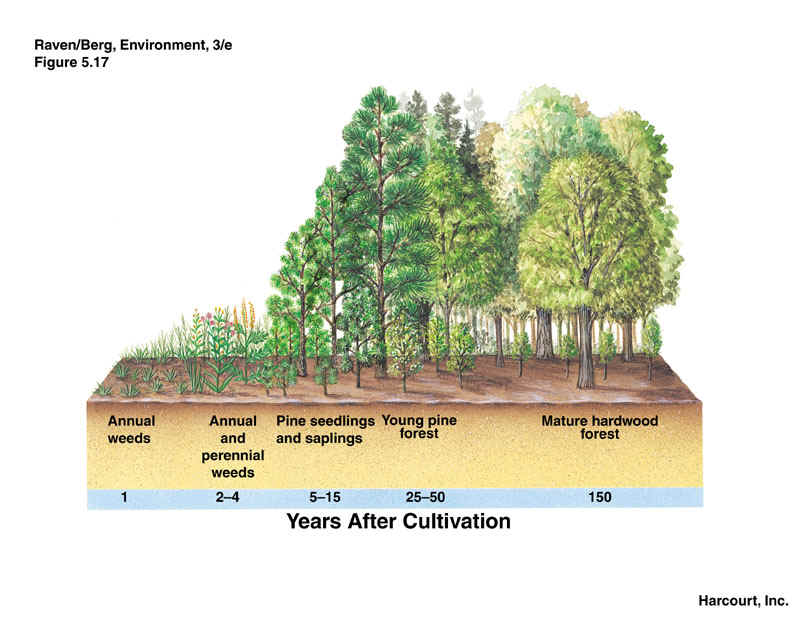 Raven/Berg, Environment, 3/e
Figure 5.17
Annual
weeds
Annual
and
perennial
weeds
Pine seedlings
and saplings
Young pine
forest
Mature hardwood
forest
1
2–4
5–15
25–50
150
Years After Cultivation
Harcourt, Inc.